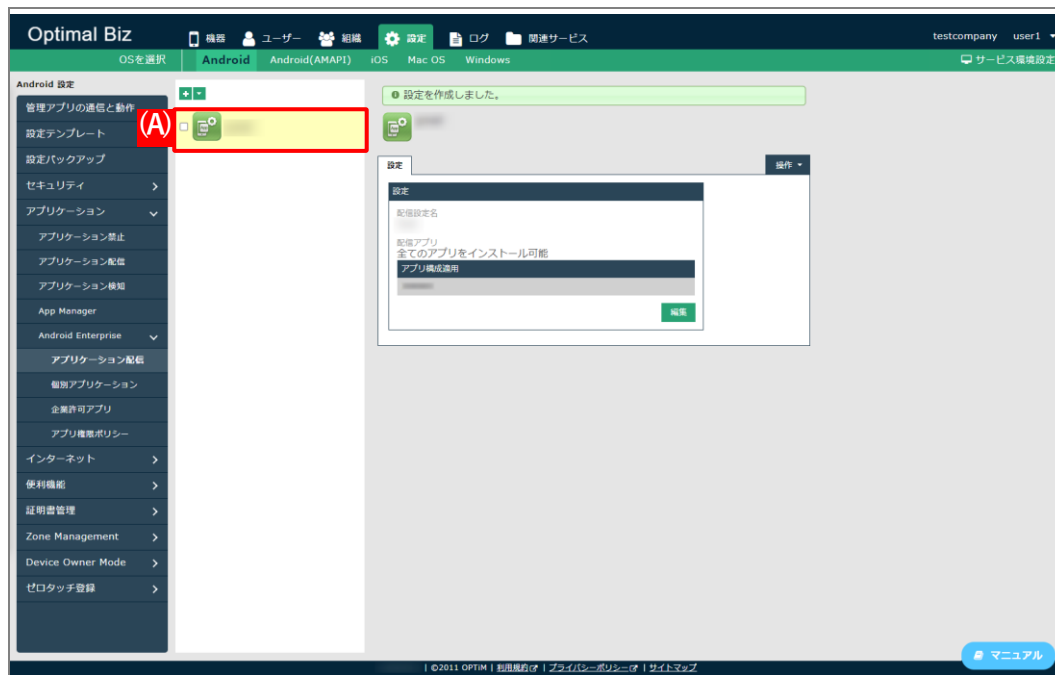 Optimal Biz
機器 ユーザー 組織 設定 ログ 関連サービス
testcompany user1
OSを選択 Android Android(AMAPI) iOS Mac OS Windows
サービス環境設定
Android 設定
管理アプリの通信と動作
設定テンプレート
設定バックアップ
セキュリティ
アプリケーション
アプリケーション禁止
アプリケーション配信
アプリケーション検知
App Manager
Android Enterprise
アプリケーション配信
個別アプリケーション
企業許可アプリ
アプリ権限ポリシー
インターネット
便利機能
証明書管理
Zone Management
Device Owner Mode
ゼロタッチ登録
(A)
設定を作成しました。
設定
操作
設定
配信設定名
配信アプリ
全てのアプリをインストール可能
アプリ構成適用
編集
マニュアル
| ©2011 OPTiM | 利用規約 | プライバシーポリシー | サイトマップ